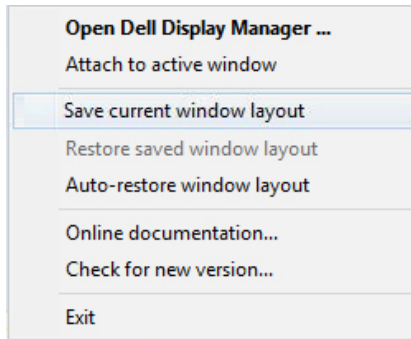 Open Dell Display Manager ...
Attach to active window
Save current window layout
Restore saved window layout
Auto-restore window layout
Online documentation...
Check for new version...
Exit